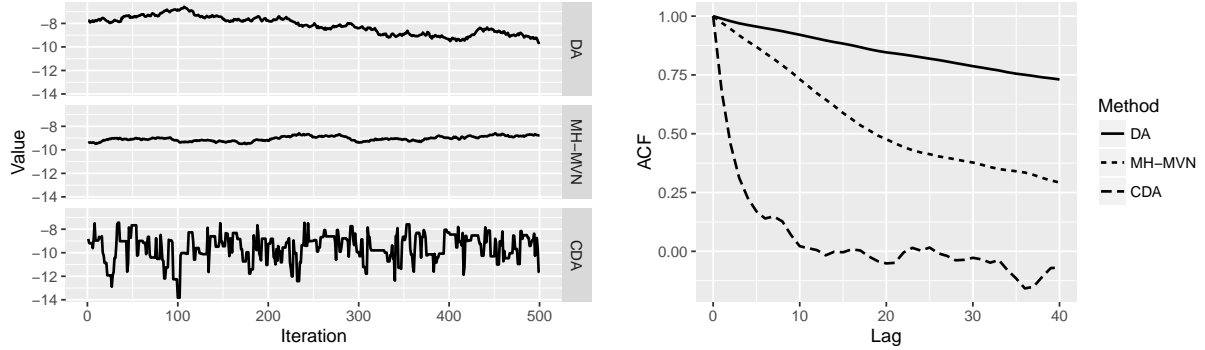 −8
−10
−12
−14
DA
−8
−10
−12
−14
MH−MVN
−8
−10
−12
−14
CDA
Value
0 100 200 300 400 500
Iteration
1.00
0.75
0.50
0.25
0.00
ACF
0 10 20 30 40
Lag
Method
DA
MH−MVN
CDA